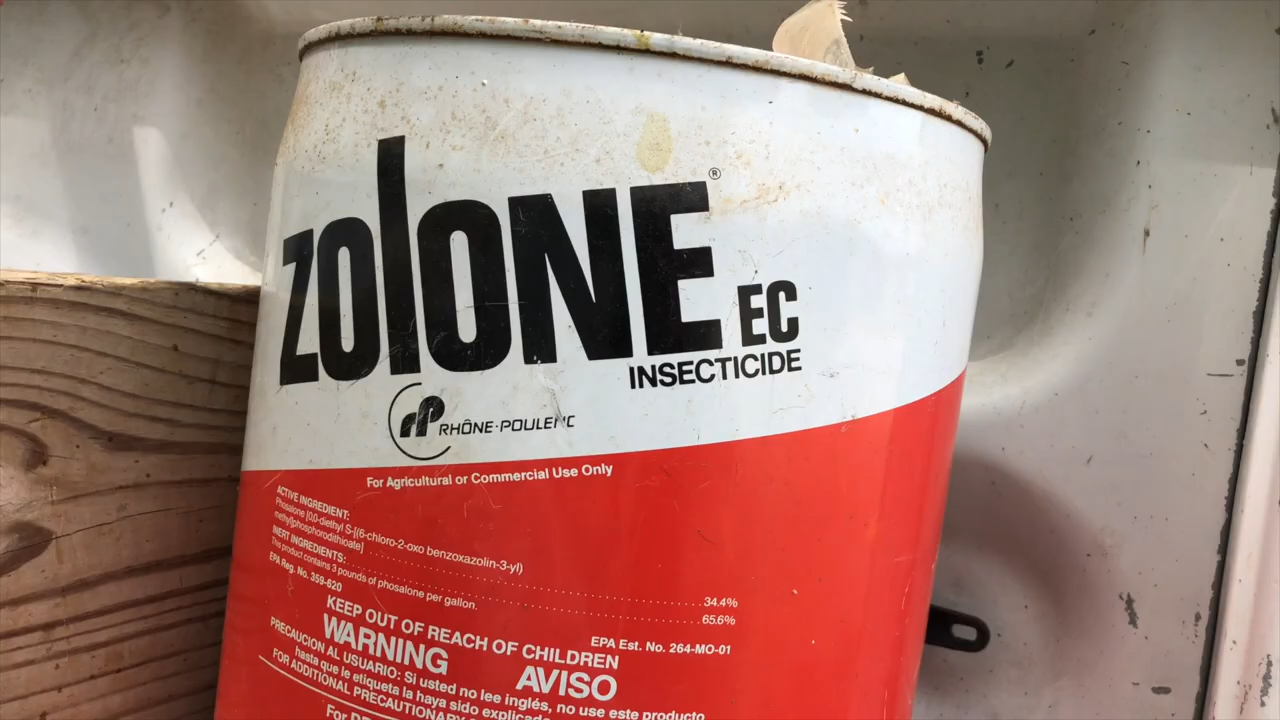 ZOLONE® EC
INSECTICIDE
RHÔNE-POULENC
For Agricultural or Commercial Use Only
ACTIVE INGREDIENT:
Phosalone [0,0-diethyl S-[(6-chloro-2-oxo benzoxazolin-3-yl)
methyl]phosphorodithioate] . . . . . . . . . . 34.4%
INERT INGREDIENTS: . . . . . . . . . . 65.6%
This product contains 3 pounds of phosalone per gallon.
EPA Reg. No. 359-620
EPA Est. No. 264-MO-01
KEEP OUT OF REACH OF CHILDREN
WARNING AVISO
PRECAUCION AL USUARIO: Si usted no lee inglés, no use este producto
hasta que le etiqueta la haya sido explicado
FOR ADDITIONAL PRECAUTIONARY
For